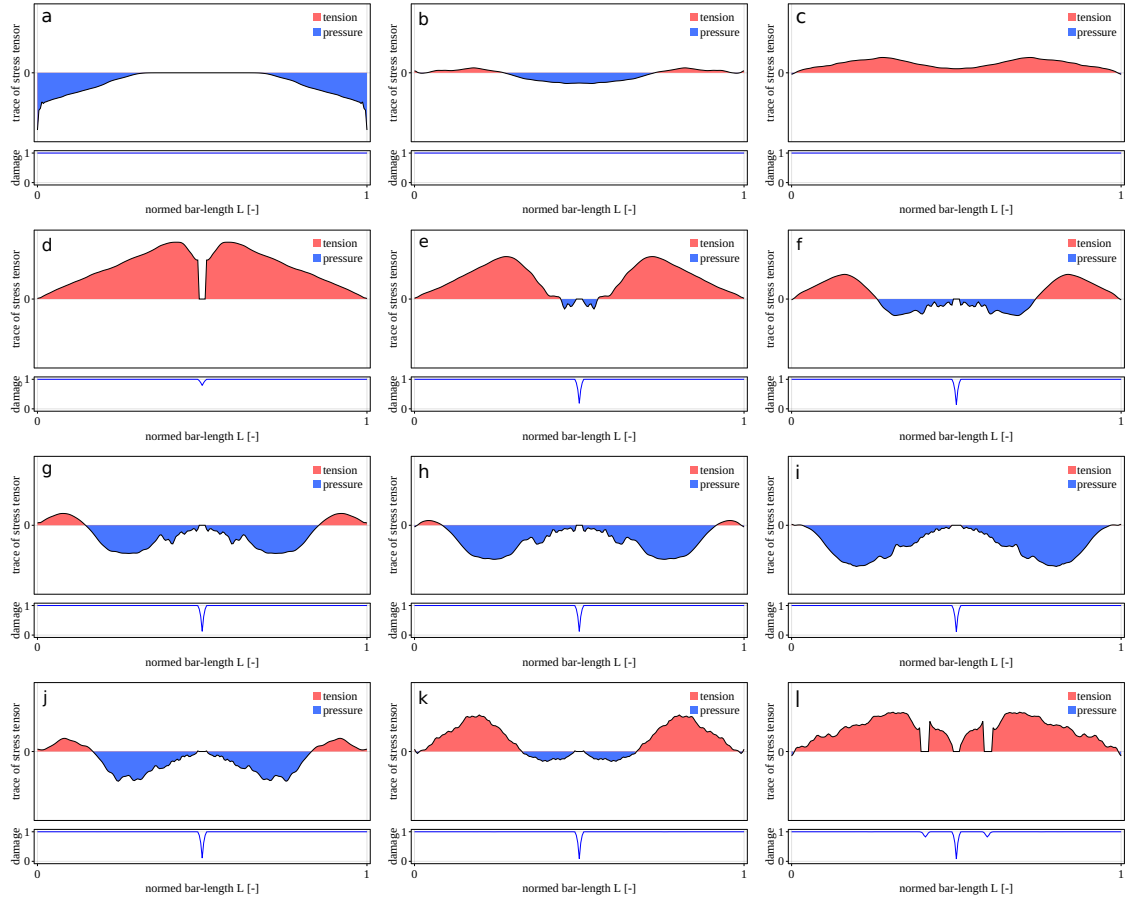 a
tension
pressure
trace of stress tensor
0
damage
1
0
0
1
normed bar-length L [-]
b
tension
pressure
trace of stress tensor
0
damage
1
0
0
1
normed bar-length L [-]
c
tension
pressure
trace of stress tensor
0
damage
1
0
0
1
normed bar-length L [-]
d
tension
pressure
trace of stress tensor
0
damage
1
0
0
1
normed bar-length L [-]
e
tension
pressure
trace of stress tensor
0
damage
1
0
0
1
normed bar-length L [-]
f
tension
pressure
trace of stress tensor
0
damage
1
0
0
1
normed bar-length L [-]
g
tension
pressure
trace of stress tensor
0
damage
1
0
0
1
normed bar-length L [-]
h
tension
pressure
trace of stress tensor
0
damage
1
0
0
1
normed bar-length L [-]
i
tension
pressure
trace of stress tensor
0
damage
1
0
0
1
normed bar-length L [-]
j
tension
pressure
trace of stress tensor
0
damage
1
0
0
1
normed bar-length L [-]
k
tension
pressure
trace of stress tensor
0
damage
1
0
0
1
normed bar-length L [-]
l
tension
pressure
trace of stress tensor
0
damage
1
0
0
1
normed bar-length L [-]